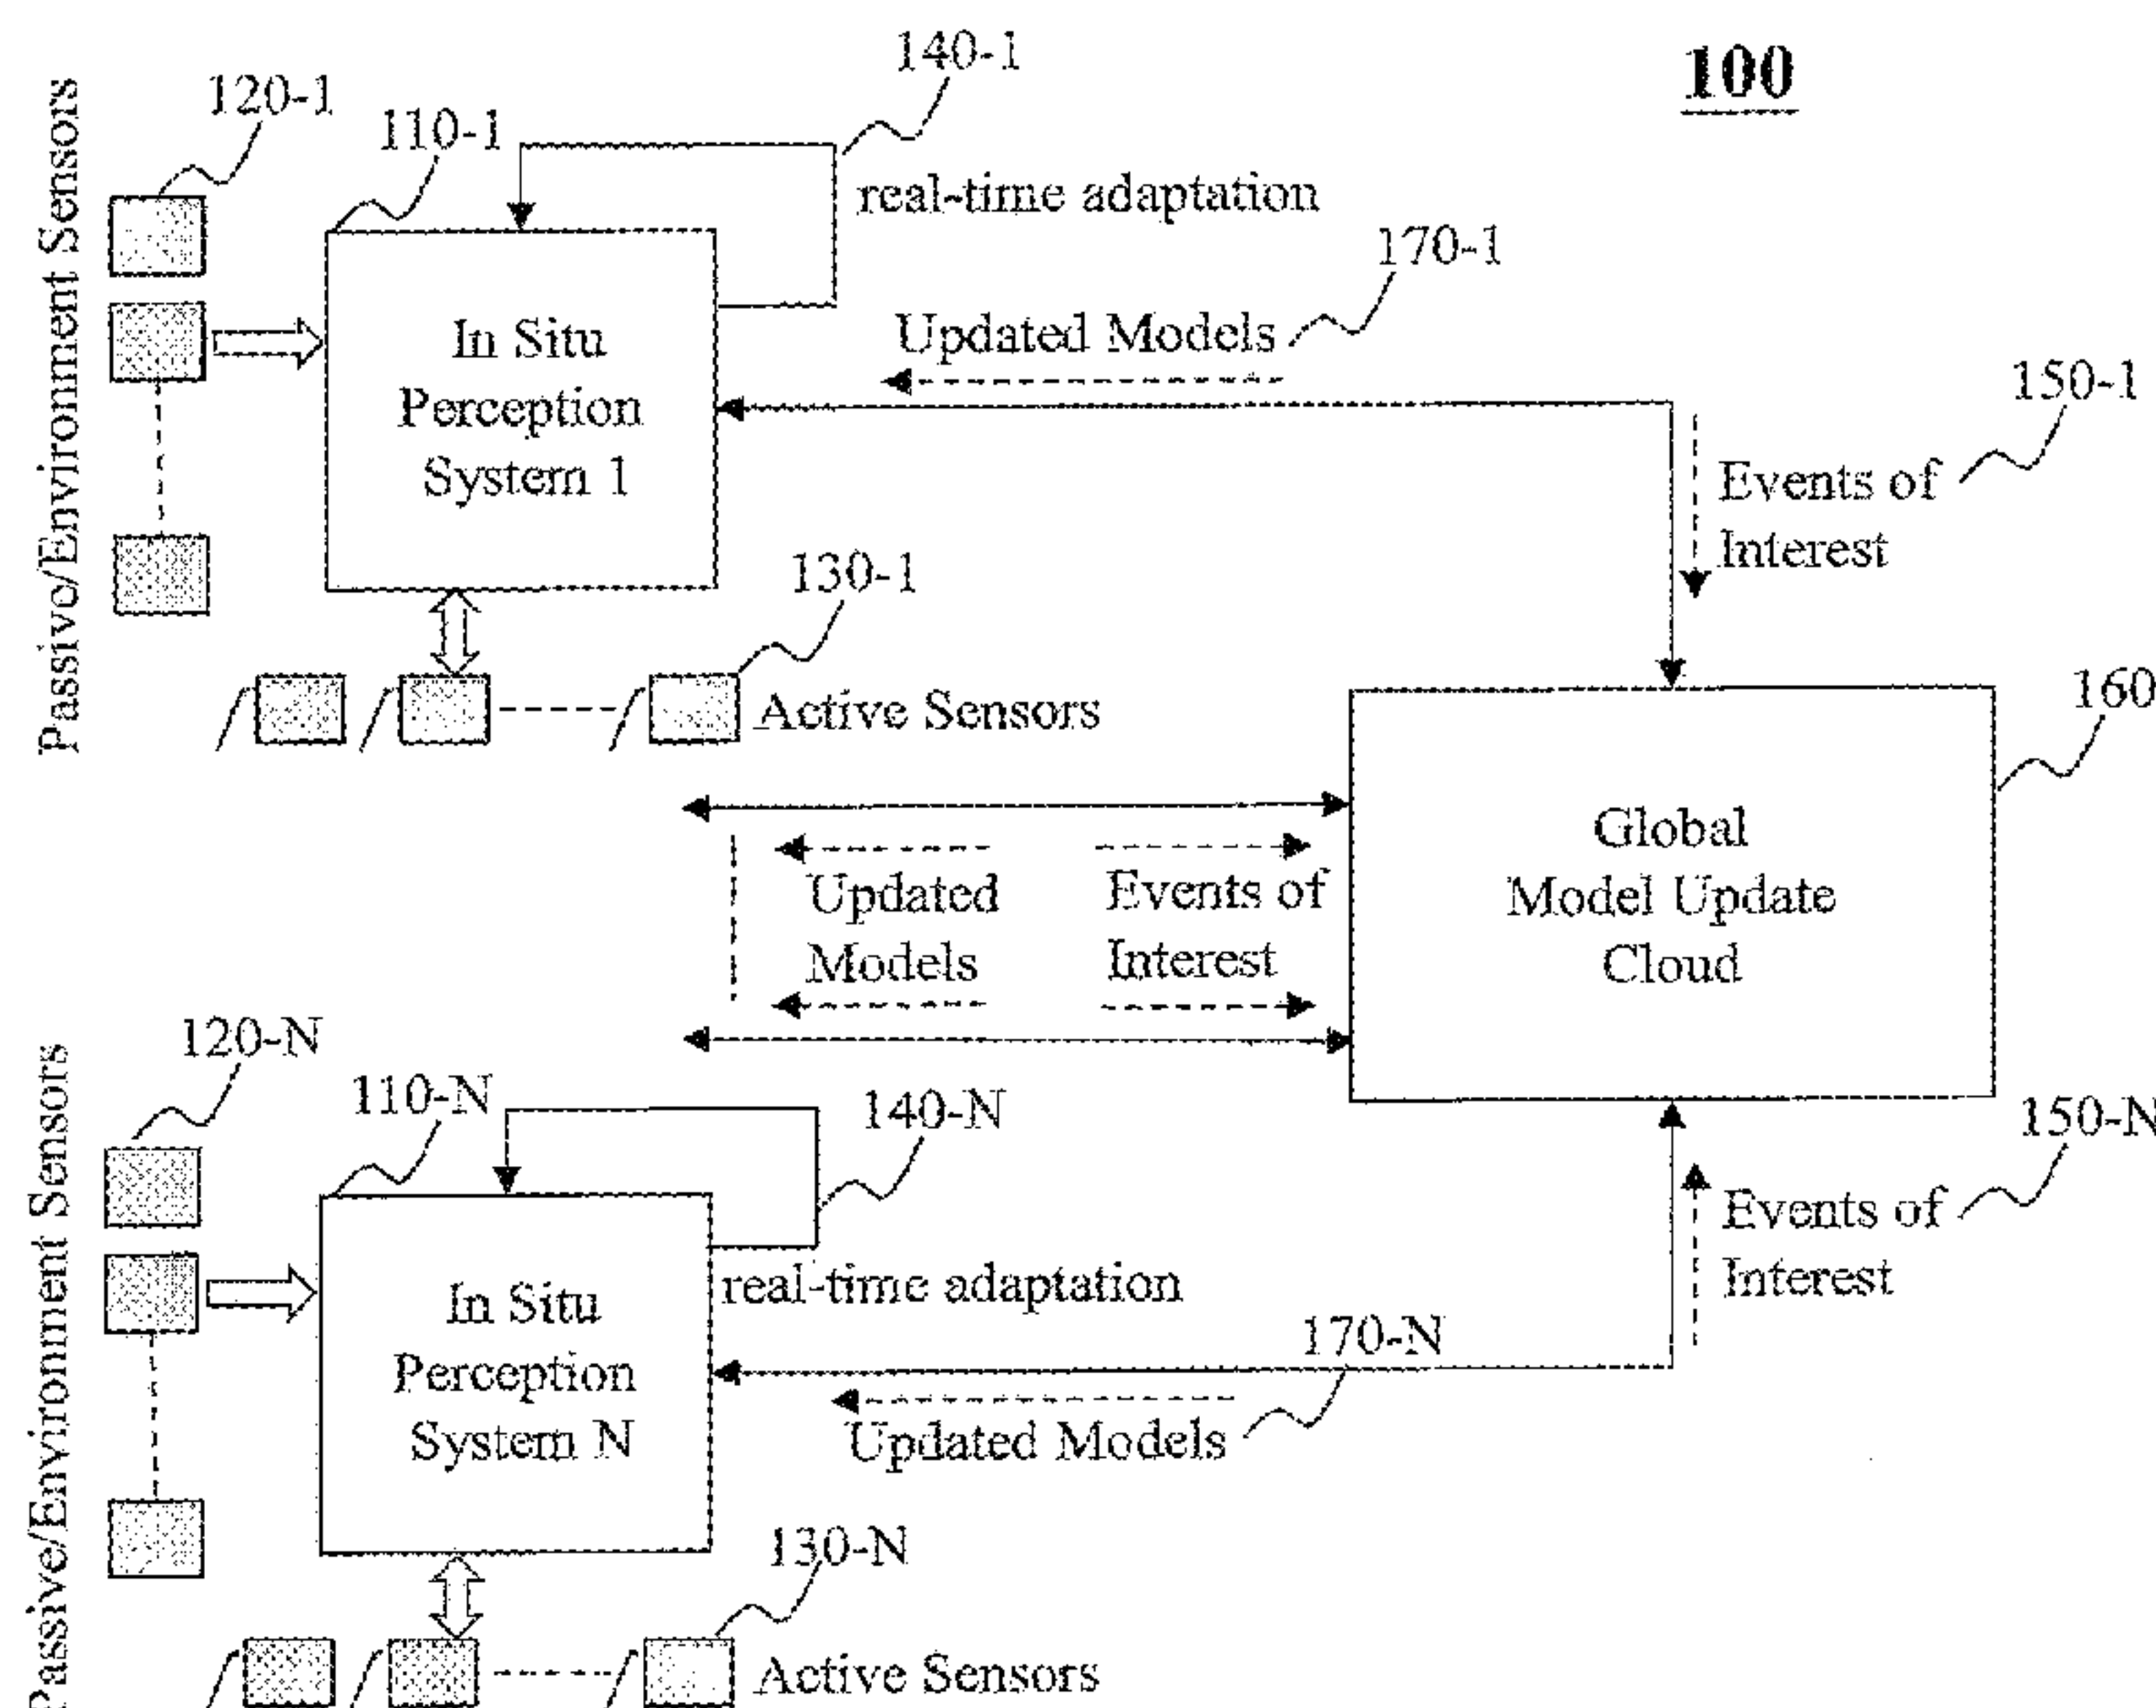 100
140-1
120-1
110-1
Passive/Environment Sensors
real-time adaptation
170-1
In Situ
Perception
System 1
Updated Models
150-1
Events of
Interest
130-1
Active Sensors
160
Global
Model Update
Cloud
Updated
Models
Events of
Interest
120-N
110-N
140-N
150-N
Passive/Environment Sensors
In Situ
Perception
System N
real-time adaptation
Events of
Interest
170-N
Updated Models
130-N
Active Sensors